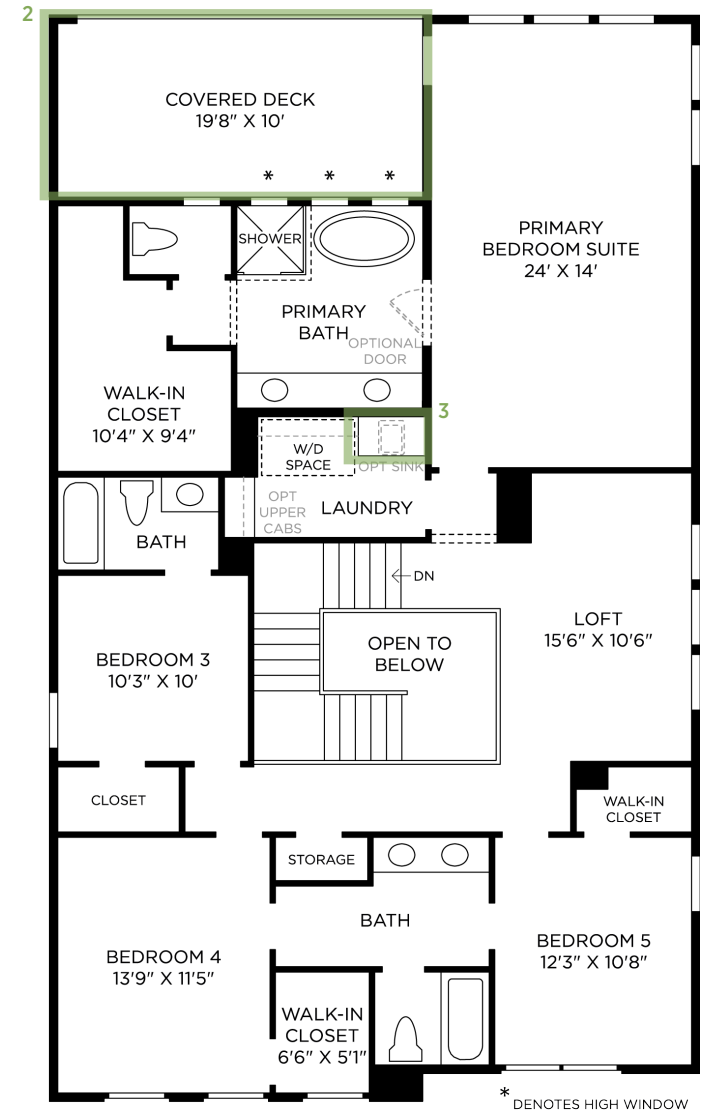 2
COVERED DECK
19'8" X 10'
* * *
SHOWER
PRIMARY
BEDROOM SUITE
24' X 14'
PRIMARY
BATH
OPTIONAL
DOOR
WALK-IN
CLOSET
10'4" X 9'4"
3
W/D
SPACE
OPT SINK
OPT
UPPER
CABS
LAUNDRY
BATH
DN
LOFT
15'6" X 10'6"
OPEN TO
BELOW
BEDROOM 3
10'3" X 10'
CLOSET
WALK-IN
CLOSET
STORAGE
BATH
BEDROOM 4
13'9" X 11'5"
BEDROOM 5
12'3" X 10'8"
WALK-IN
CLOSET
6'6" X 5'1"
* DENOTES HIGH WINDOW